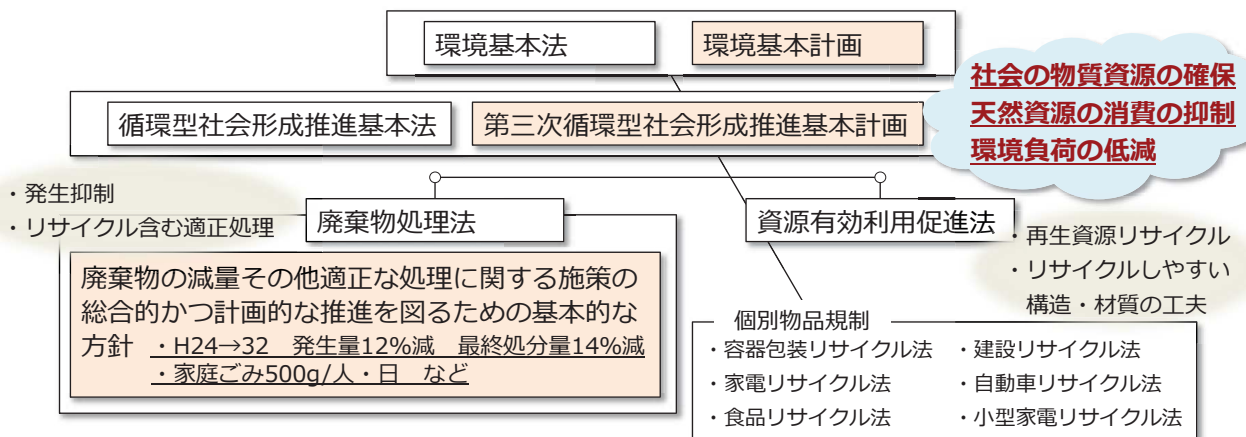 環境基本法
環境基本計画
社会の物質資源の確保
天然資源の消費の抑制
環境負荷の低減
循環型社会形成推進基本法
第三次循環型社会形成推進基本計画
・発生抑制
・リサイクル含む適正処理
廃棄物処理法
廃棄物の減量その他適正な処理に関する施策の
総合的かつ計画的な推進を図るための基本的な
方針 ・H24→32 発生量12%減 最終処分量14%減
・家庭ごみ500g/人・日 など
資源有効利用促進法
・再生資源リサイクル
・リサイクルしやすい
構造・材質の工夫
個別物品規制
・容器包装リサイクル法
・家電リサイクル法
・食品リサイクル法
・建設リサイクル法
・自動車リサイクル法
・小型家電リサイクル法